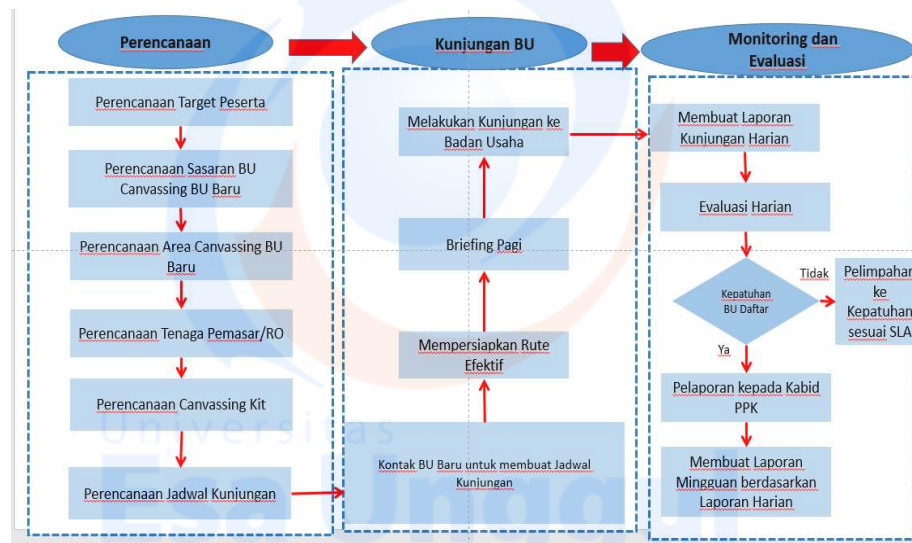 Perencanaan
Kunjungan BU
Monitoring dan
Evaluasi
Perencanaan Target Peserta
Perencanaan Sasaran BU
Canvassing BU Baru
Perencanaan Area Canvassing BU
Baru
Perencanaan Tenaga Pemasar/RO
Perencanaan Canvassing Kit
Perencanaan Jadwal Kunjungan
Melakukan Kunjungan ke
Badan Usaha
Briefing Pagi
Mempersiapkan Rute
Efektif
Kontak BU Baru untuk membuat Jadwal
Kunjungan
Membuat Laporan
Kunjungan Harian
Evaluasi Harian
Kepatuhan
BU Daftar
Tidak
Pelimpahan
ke
Kepatuhan
sesuai SLA
Ya
Pelaporan kepada Kabid
PPK
Membuat Laporan
Mingguan berdasarkan
Laporan Harian
Universitas
Esa Unggul